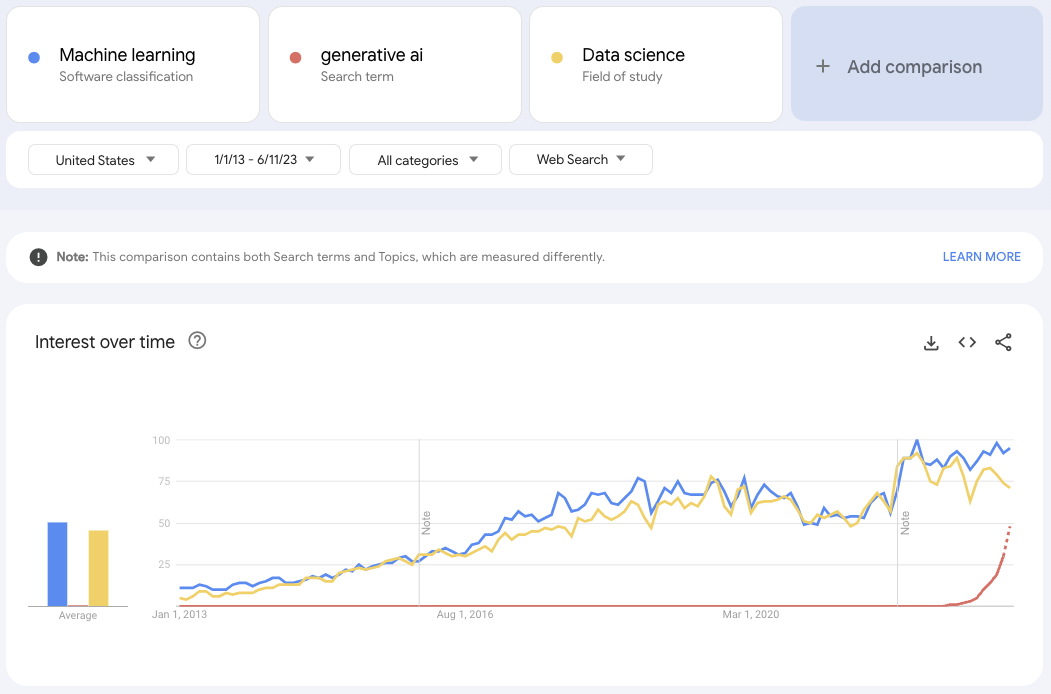 Machine learning
Software classification
generative ai
Search term
Data science
Field of study
+ Add comparison
United States
1/1/13 - 6/11/23
All categories
Web Search
Note: This comparison contains both Search terms and Topics, which are measured differently.
LEARN MORE
Interest over time
100
75
50
25
Note
Note
Average
Jan 1, 2013
Aug 1, 2016
Mar 1, 2020